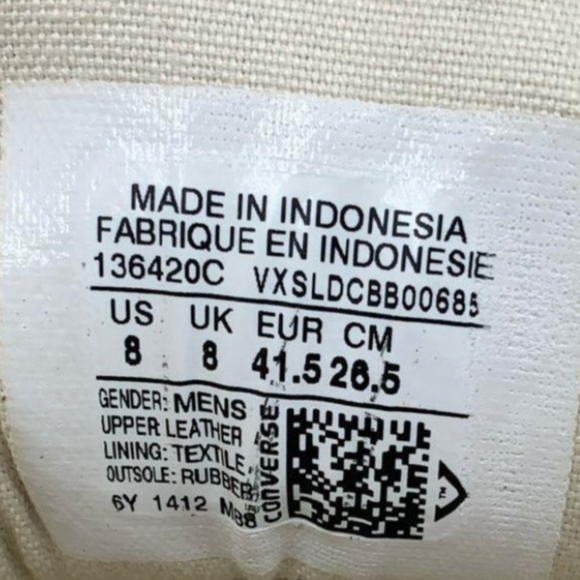 MADE IN INDONESIA
FABRIQUE EN INDONESIE
136420C VXSLDCBB00685
US UK EUR CM
8 8 41.5 26.5
GENDER: MENS
UPPER LEATHER
LINING: TEXTILE
OUTSOLE: RUBBER
6Y 1412
CONVERSE
TM